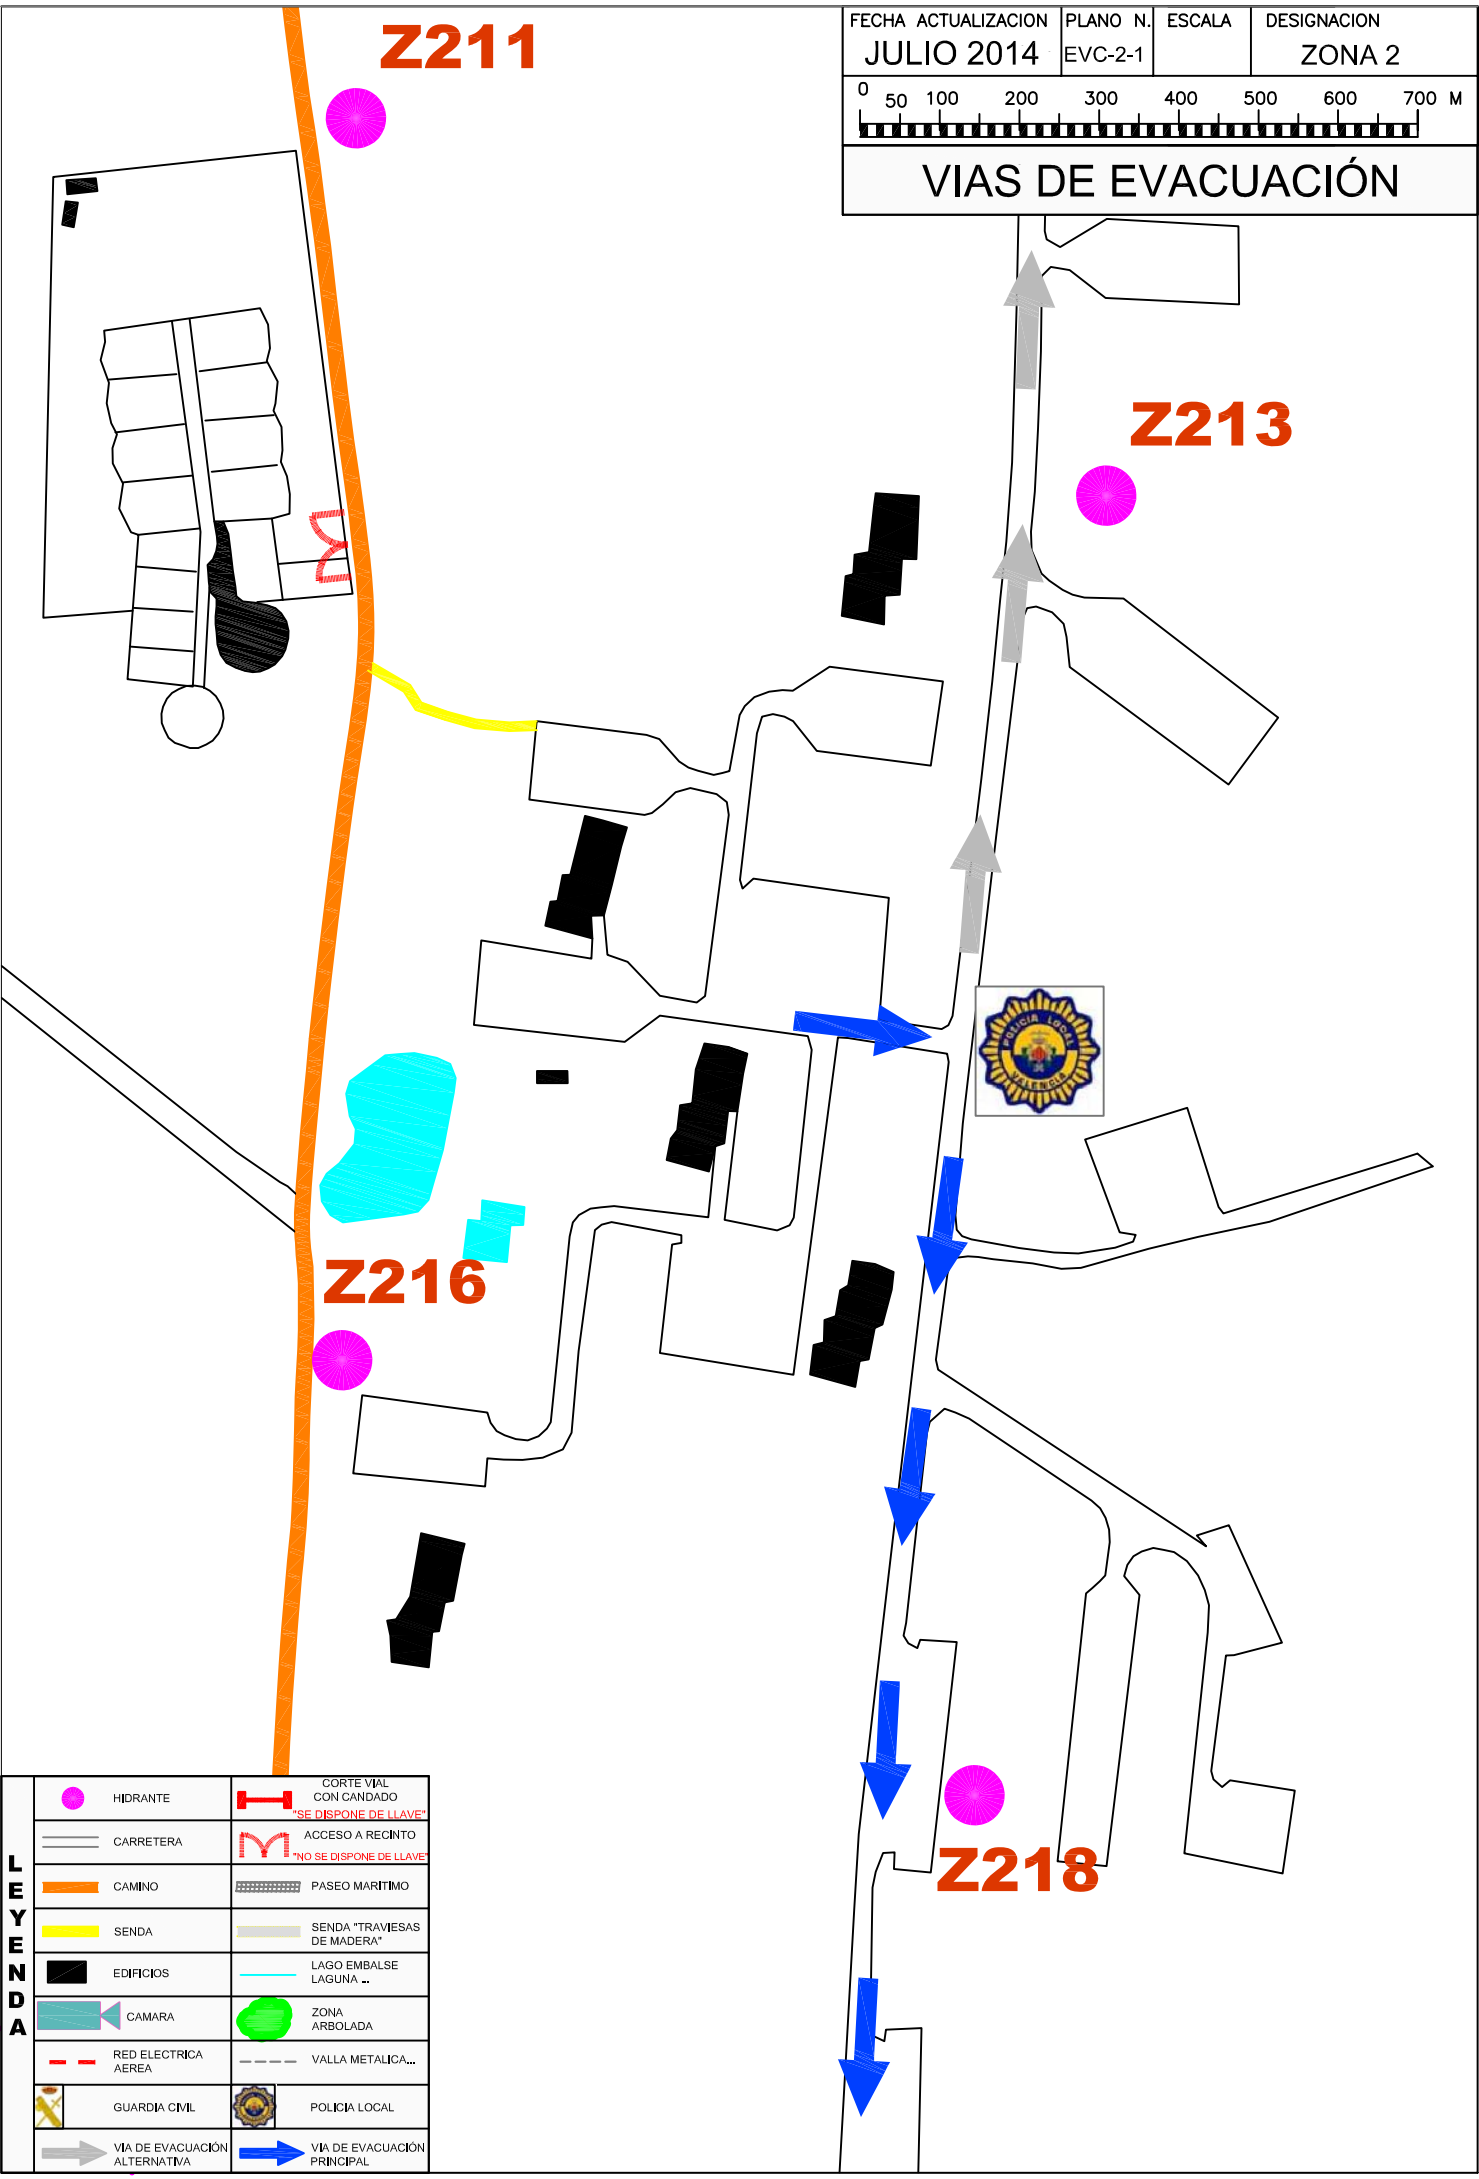 Z211
FECHA ACTUALIZACION
JULIO 2014
PLANO N.
EVC-2-1
ESCALA
DESIGNACION
ZONA 2
0 50 100 200 300 400 500 600 700 M
VIAS DE EVACUACIÓN
Z213
POLICIA LOCAL
VALENCIA
Z216
Z218
LEYENDA
HIDRANTE
CORTE VIAL
CON CANDADO
"SE DISPONE DE LLAVE"
CARRETERA
ACCESO A RECINTO
"NO SE DISPONE DE LLAVE"
CAMINO
PASEO MARITIMO
SENDA
SENDA "TRAVIESAS
DE MADERA"
EDIFICIOS
LAGO EMBALSE
LAGUNA ...
CAMARA
ZONA
ARBOLADA
RED ELECTRICA
AEREA
VALLA METALICA...
GUARDIA CIVIL
POLICIA LOCAL
VIA DE EVACUACIÓN
ALTERNATIVA
VIA DE EVACUACIÓN
PRINCIPAL